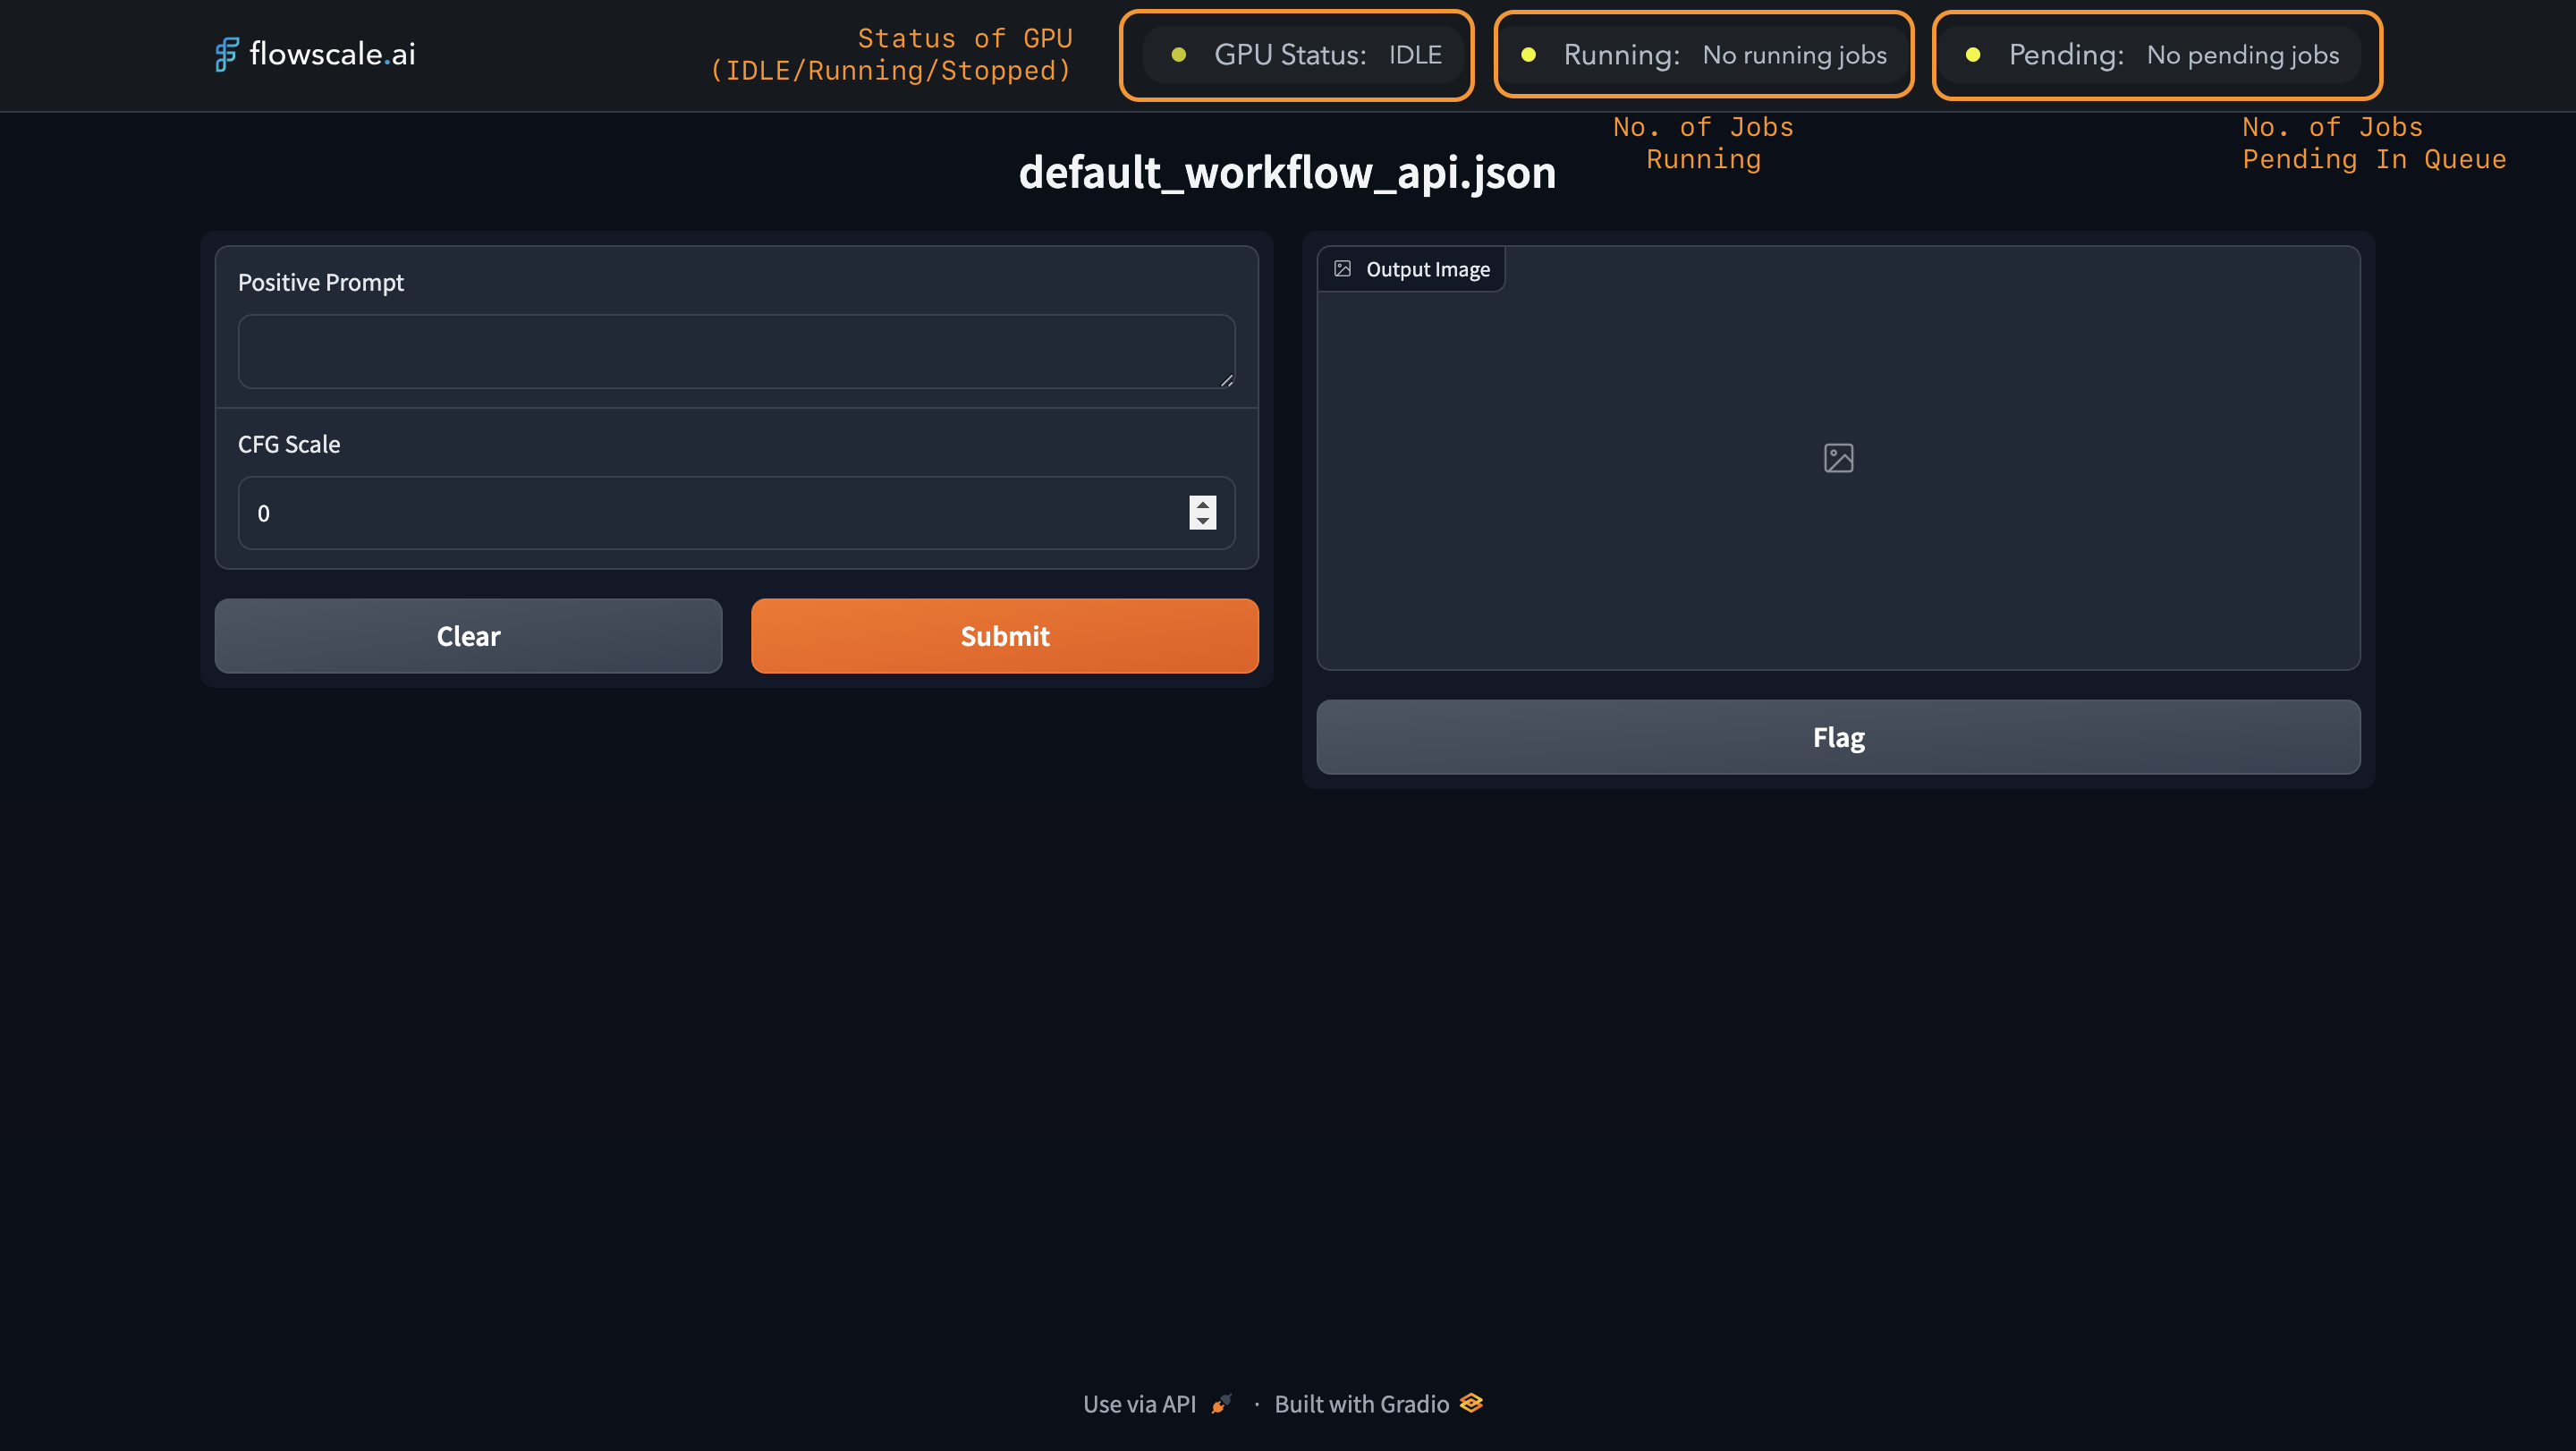 flowscale.ai
Status of GPU
(IDLE/Running/Stopped)
GPU Status: IDLE
Running: No running jobs
Pending: No pending jobs
No. of Jobs
Running
No. of Jobs
Pending In Queue
default_workflow_api.json
Positive Prompt
CFG Scale
0
Clear
Submit
Output Image
Flag
Use via API · Built with Gradio